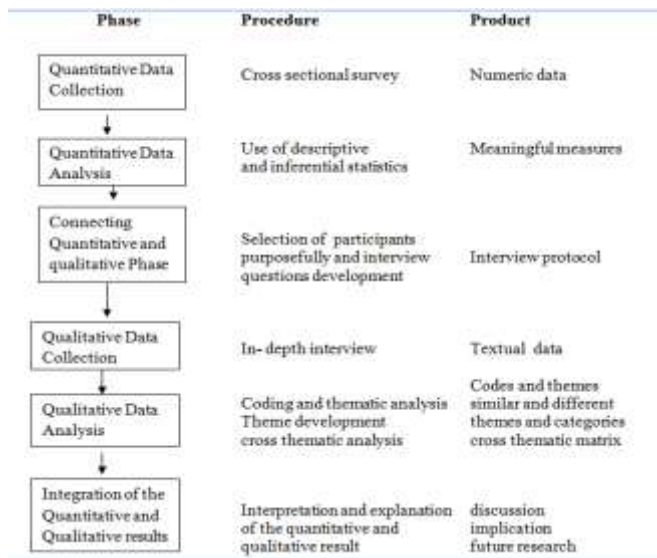 Phase Procedure Product
Quantitative Data
Collection
Cross sectional survey
Numeric data
Quantitative Data
Analysis
Use of descriptive
and inferential statistics
Meaningful measures
Connecting
Quantitative and
qualitative Phase
Selection of participants
purposefully and interview
questions development
Interview protocol
Qualitative Data
Collection
In- depth interview
Textual data
Qualitative Data
Analysis
Coding and thematic analysis
Theme development
cross thematic analysis
Codes and themes
similar and different
themes and categories
cross thematic matrix
Integration of the
Quantitative and
Qualitative results
Interpretation and explanation
of the quantitative and
qualitative result
discussion
implication
future research